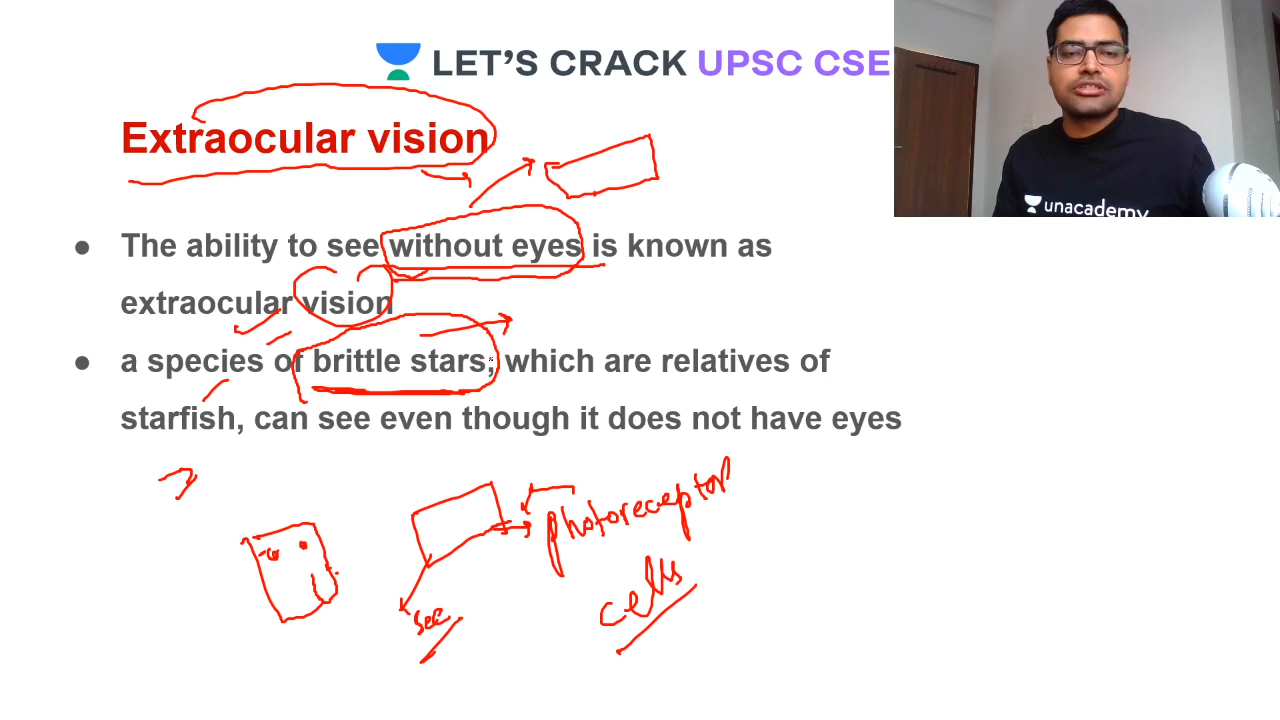 LET'S CRACK UPSC CSE
Extraocular vision
unacademy
● The ability to see without eyes is known as
extraocular vision
● a species of brittle stars, which are relatives of
starfish, can see even though it does not have eyes
photoreceptor
cells
see